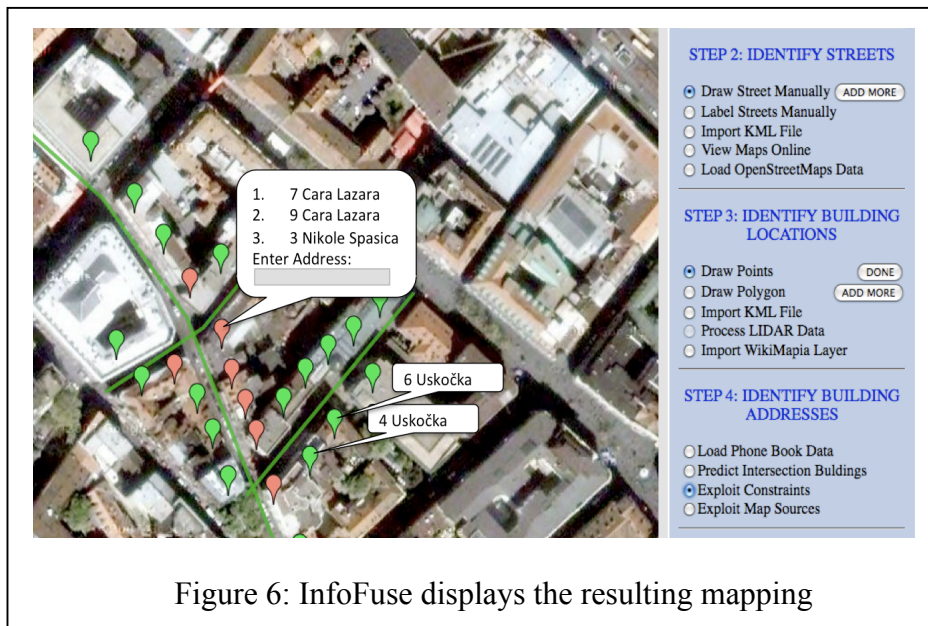 1. 7 Cara Lazara
2. 9 Cara Lazara
3. 3 Nikole Spasica
Enter Address:
6 Uskočka
4 Uskočka
STEP 2: IDENTIFY STREETS
Draw Street Manually ADD MORE
Label Streets Manually
Import KML File
View Maps Online
Load OpenStreetMaps Data
STEP 3: IDENTIFY BUILDING
LOCATIONS
Draw Points DONE
Draw Polygon ADD MORE
Import KML File
Process LIDAR Data
Import WikiMapia Layer
STEP 4: IDENTIFY BUILDING
ADDRESSES
Load Phone Book Data
Predict Intersection Buldings
Exploit Constraints
Exploit Map Sources
Figure 6: InfoFuse displays the resulting mapping